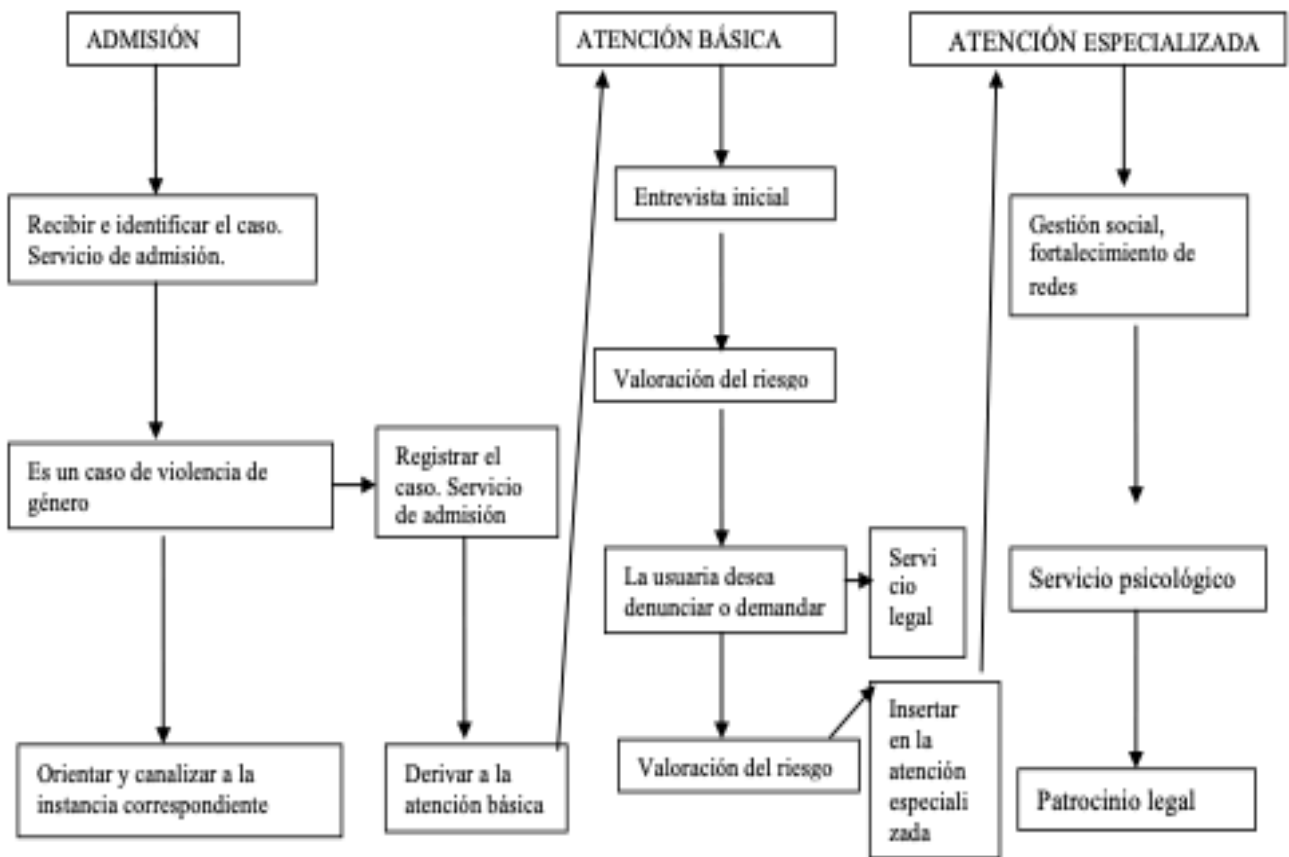 ADMISIÓN
Recibir e identificar el caso.
Servicio de admisión.
Es un caso de violencia de
género
Registrar el
caso. Servicio
de admisión
Orientar y canalizar a la
instancia correspondiente
Derivar a la
atención básica
ATENCIÓN BÁSICA
Entrevista inicial
Valoración del riesgo
La usuaria desea
denunciar o demandar
Servi
cio
legal
Valoración del riesgo
Insertar
en la
atención
especiali
zada
ATENCIÓN ESPECIALIZADA
Gestión social,
fortalecimiento de
redes
Servicio psicológico
Patrocinio legal